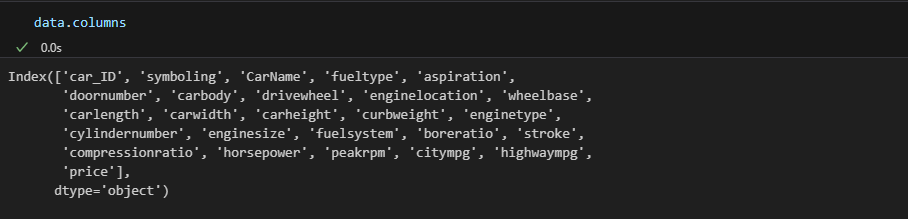 data.columns
0.0s
Index(['car_ID', 'symboling', 'CarName', 'fueltype', 'aspiration',
'doornumber', 'carbody', 'drivewheel', 'enginelocation', 'wheelbase',
'carlength', 'carwidth', 'carheight', 'curbweight', 'enginetype',
'cylindernumber', 'enginesize', 'fuelsystem', 'boreratio', 'stroke',
'compressionratio', 'horsepower', 'peakrpm', 'citympg', 'highwaympg',
'price'],
dtype='object')